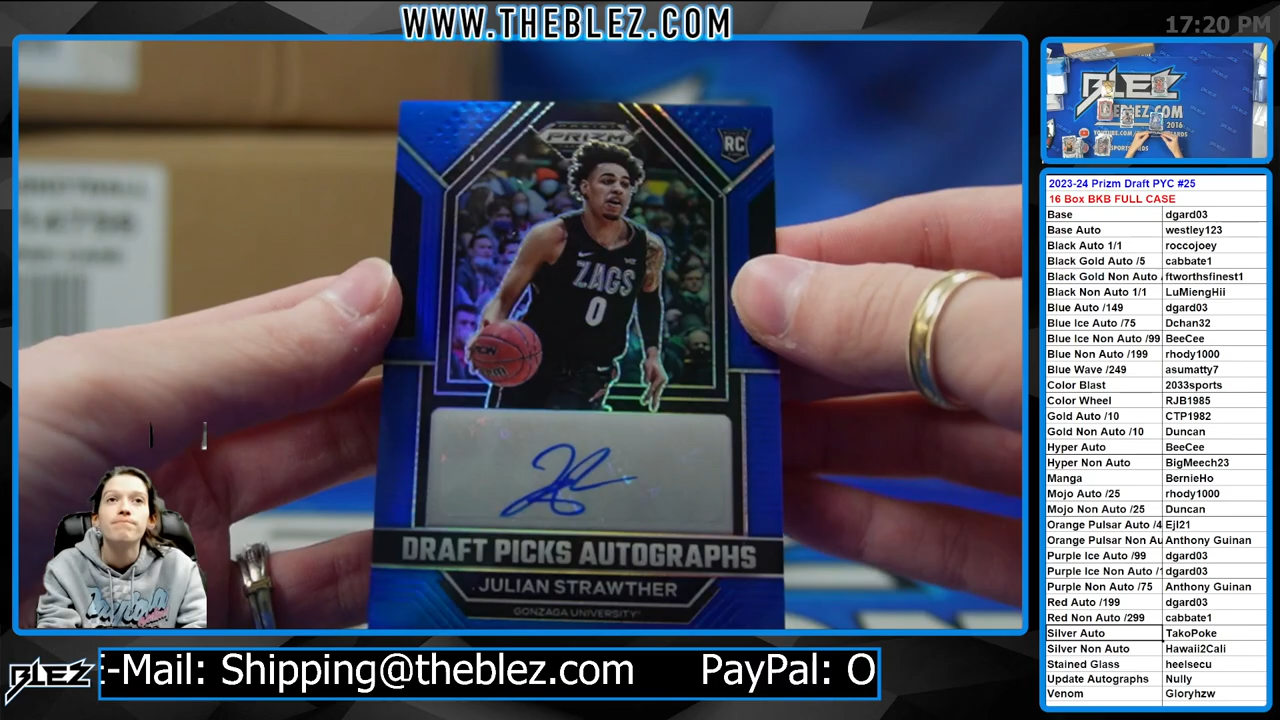 WWW.THEBLEZ.COM
17:20 PM
PRIZM
RC
ZAGS
0
DRAFT PICKS AUTOGRAPHS
JULIAN STRAWTHER
GONZAGA UNIVERSITY
BLEZ
THEBLEZ.COM
2016
2023-24 Prizm Draft PYC #25
16 Box BKB FULL CASE
Base dgard03
Base Auto westley123
Black Auto 1/1 roccojoey
Black Gold Auto /5 cabbate1
Black Gold Non Auto ftworthsfinest1
Black Non Auto 1/1 LuMiengHii
Blue Auto /149 dgard03
Blue Ice Auto /75 Dchan32
Blue Ice Non Auto /99 BeeCee
Blue Non Auto /199 rhody1000
Blue Wave /249 asumatty7
Color Blast 2033sports
Color Wheel RJB1985
Gold Auto /10 CTP1982
Gold Non Auto /10 Duncan
Hyper Auto BeeCee
Hyper Non Auto BigMeech23
Manga BernieHo
Mojo Auto /25 rhody1000
Mojo Non Auto /25 Duncan
Orange Pulsar Auto /4 Ejl21
Orange Pulsar Non Au Anthony Guinan
Purple Ice Auto /99 dgard03
Purple Ice Non Auto /1 dgard03
Purple Non Auto /75 Anthony Guinan
Red Auto /199 dgard03
Red Non Auto /299 cabbate1
Silver Auto TakoPoke
Silver Non Auto Hawaii2Cali
Stained Glass heeisecu
Update Autographs Nully
Venom Gloryhzw
BLEZ
E-Mail: Shipping@theblez.com PayPal: O